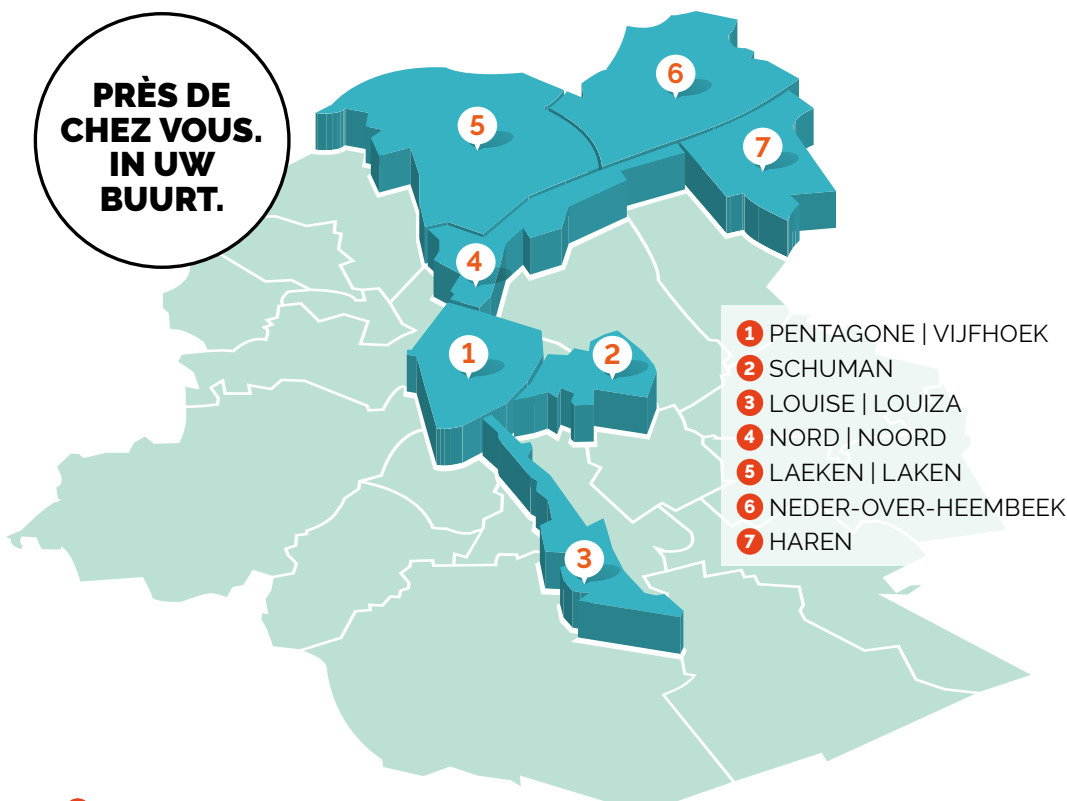 PRÈS DE
CHEZ VOUS.
IN UW
BUURT.
6
5
7
4
1
2
3
1 PENTAGONE | VIJFHOEK
2 SCHUMAN
3 LOUISE | LOUIZA
4 NORD | NOORD
5 LAEKEN | LAKEN
6 NEDER-OVER-HEEMBEEK
7 HAREN